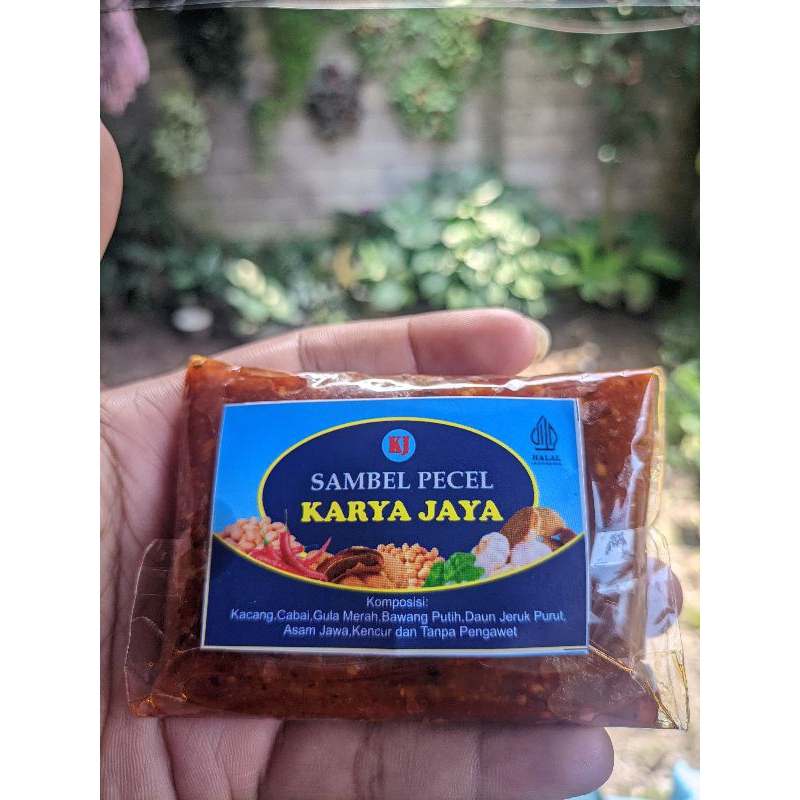 KJ
SAMBEL PECEL
KARYA JAYA
HALAL
Komposisi:
Kacang,Cabai,Gula Merah,Bawang Putih,Daun Jeruk Purut,
Asam Jawa,Kencur dan Tanpa Pengawet